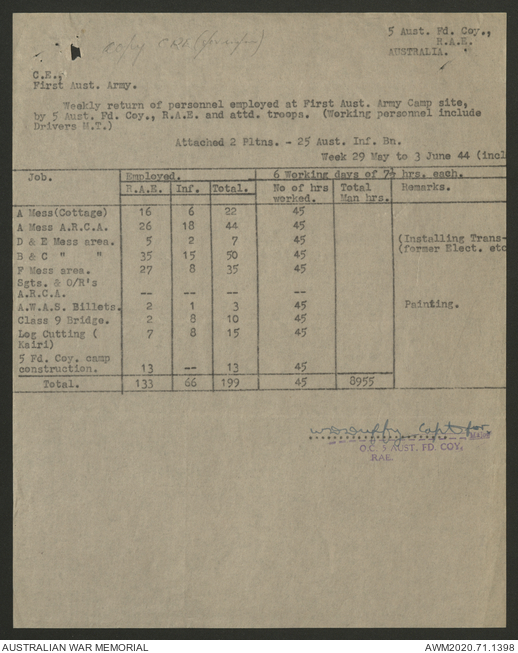 copy CRE
5 Aust. Fd. Coy.,
R.A.E.
AUSTRALIA.
C.E.,
First Aust. Army.
Weekly return of personnel employed at First Aust. Army Camp site,
by 5 Aust. Fd. Coy., R.A.E. and attd. troops. (Working personnel include
Drivers M.T.)
Attached 2 Pltns. - 25 Aust. Inf. Bn.
Week 29 May to 3 June 44 (incl
Job. Employed. 6 Working days of 7½ hrs. each.
R.A.E. Inf. Total. No of hrs worked. Total Man hrs. Remarks.
A Mess(Cottage) 16 6 22 45
A Mess A.R.C.A. 26 18 44 45
D & E Mess area. 5 2 7 45 (Installing Trans-
B & C " " 35 15 50 45 (former Elect. etc
F Mess area. 27 8 35 45
Sgts. & O/R's
A.R.C.A. -- -- -- 45
A.W.A.S. Billets. 2 1 3 45 Painting.
Class 9 Bridge. 2 8 10 45
Log Cutting ( 7 8 15 45
Kairi)
5 Fd. Coy. camp
construction. 13 -- 13 45
Total. 133 66 199 45 8955
Capt for
O.C. 5 AUST. FD. COY,
RAE.
AUSTRALIAN WAR MEMORIAL AWM2020.71.1398